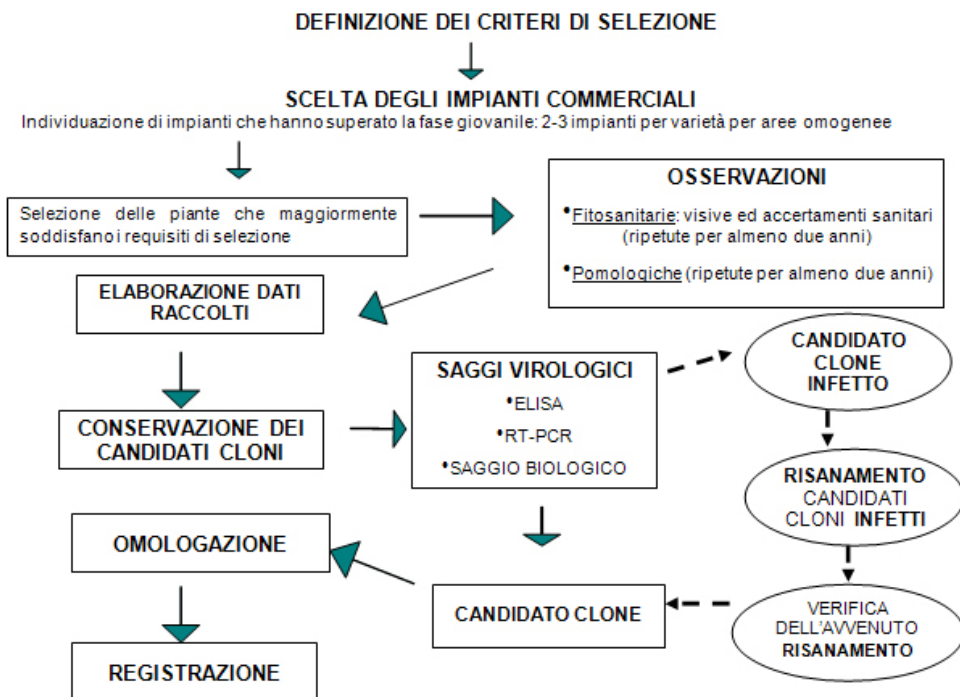 DEFINIZIONE DEI CRITERI DI SELEZIONE
SCELTA DEGLI IMPIANTI COMMERCIALI
Individuazione di impianti che hanno superato la fase giovanile: 2-3 impianti per varietà per aree omogenee
Selezione delle piante che maggiormente
soddisfano i requisiti di selezione
OSSERVAZIONI
•Fitosanitarie: visive ed accertamenti sanitari
(ripetute per almeno due anni)
•Pomologiche (ripetute per almeno due anni)
ELABORAZIONE DATI
RACCOLTI
CONSERVAZIONE DEI
CANDIDATI CLONI
SAGGI VIROLOGICI
•ELISA
•RT-PCR
•SAGGIO BIOLOGICO
CANDIDATO
CLONE
INFETTO
RISANAMENTO
CANDIDATI
CLONI INFETTI
VERIFICA
DELL'AVVENUTO
RISANAMENTO
CANDIDATO CLONE
OMOLOGAZIONE
REGISTRAZIONE